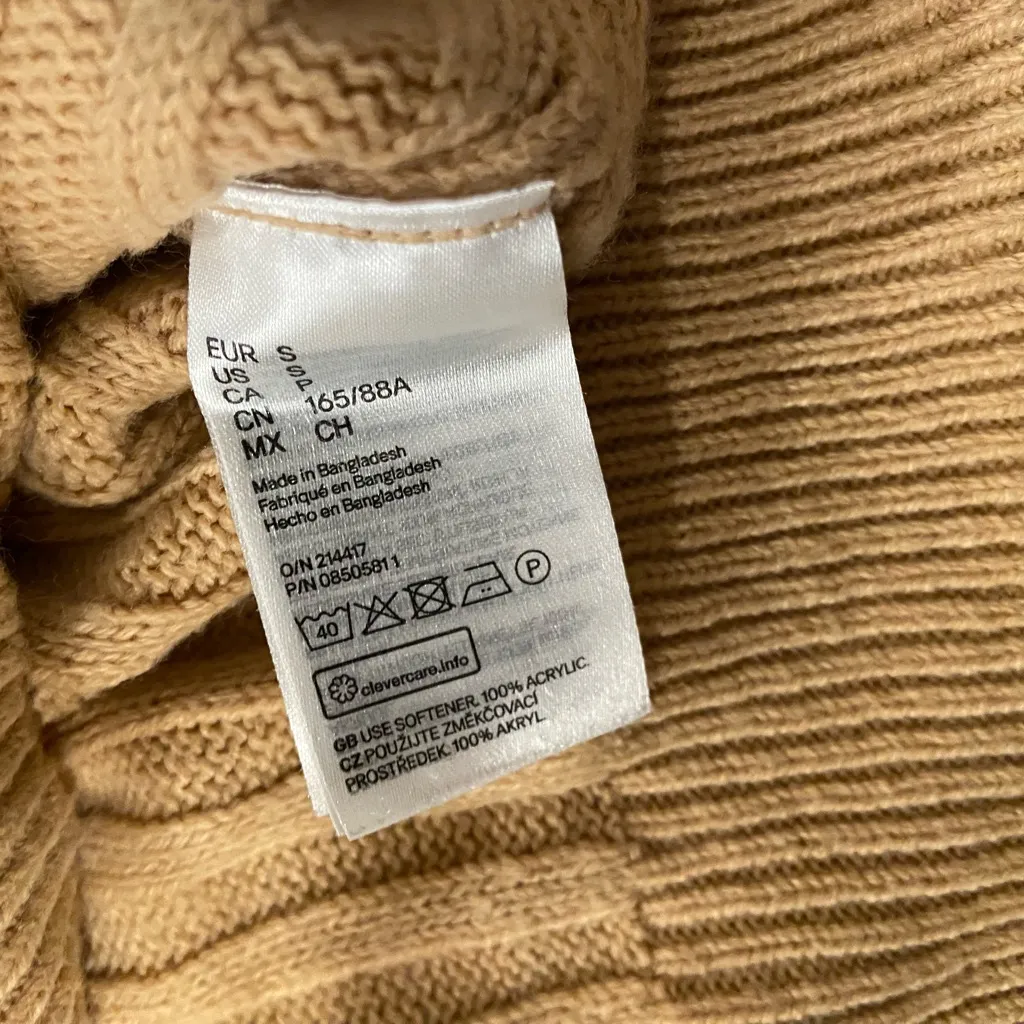 EUR S
US S
CA P
CN 165/88A
MX CH
Made in Bangladesh
Fabriqué en Bangladesh
Hecho en Bangladesh
O/N 214417
P/N 08505811
40
P
clevercare.info
GB USE SOFTENER. 100% ACRYLIC.
CZ POUŽIJTE ZMĚKČOVACÍ
PROSTŘEDEK. 100% AKRYL.